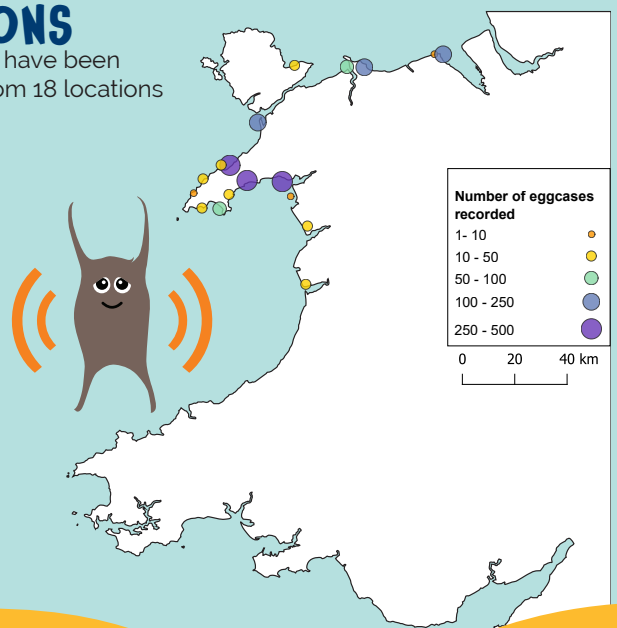 ONS
have been
om 18 locations
Number of eggcases
recorded
1- 10
10 - 50
50 - 100
100 - 250
250 - 500
0 20 40 km